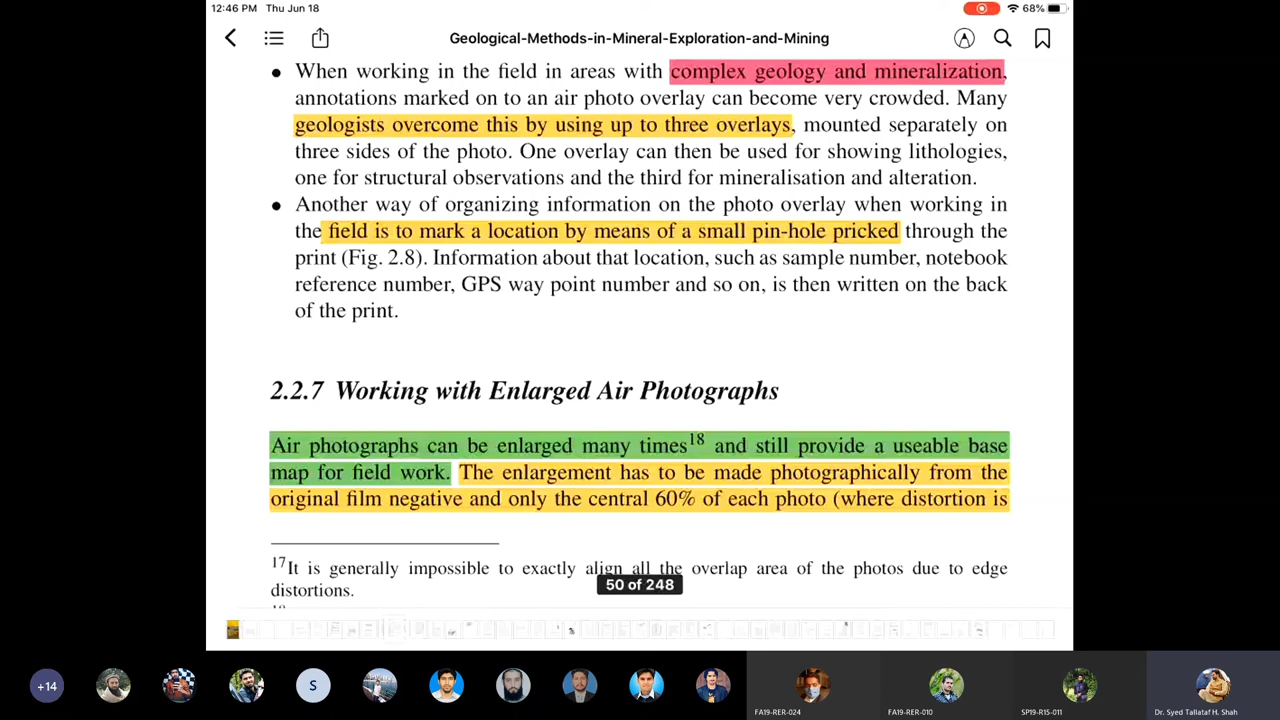 12:46 PM Thu Jun 18
68%
Geological-Methods-in-Mineral-Exploration-and-Mining
• When working in the field in areas with complex geology and mineralization,
annotations marked on to an air photo overlay can become very crowded. Many
geologists overcome this by using up to three overlays, mounted separately on
three sides of the photo. One overlay can then be used for showing lithologies,
one for structural observations and the third for mineralisation and alteration.
• Another way of organizing information on the photo overlay when working in
the field is to mark a location by means of a small pin-hole pricked through the
print (Fig. 2.8). Information about that location, such as sample number, notebook
reference number, GPS way point number and so on, is then written on the back
of the print.
2.2.7 Working with Enlarged Air Photographs
Air photographs can be enlarged many times18 and still provide a useable base
map for field work. The enlargement has to be made photographically from the
original film negative and only the central 60% of each photo (where distortion is
17It is generally impossible to exactly align all the overlap area of the photos due to edge
distortions.
50 of 248
+14
S
FA19-RER-024
FA19-RER-010
SP19-R15-011
Dr. Syed Tallataf H. Shah